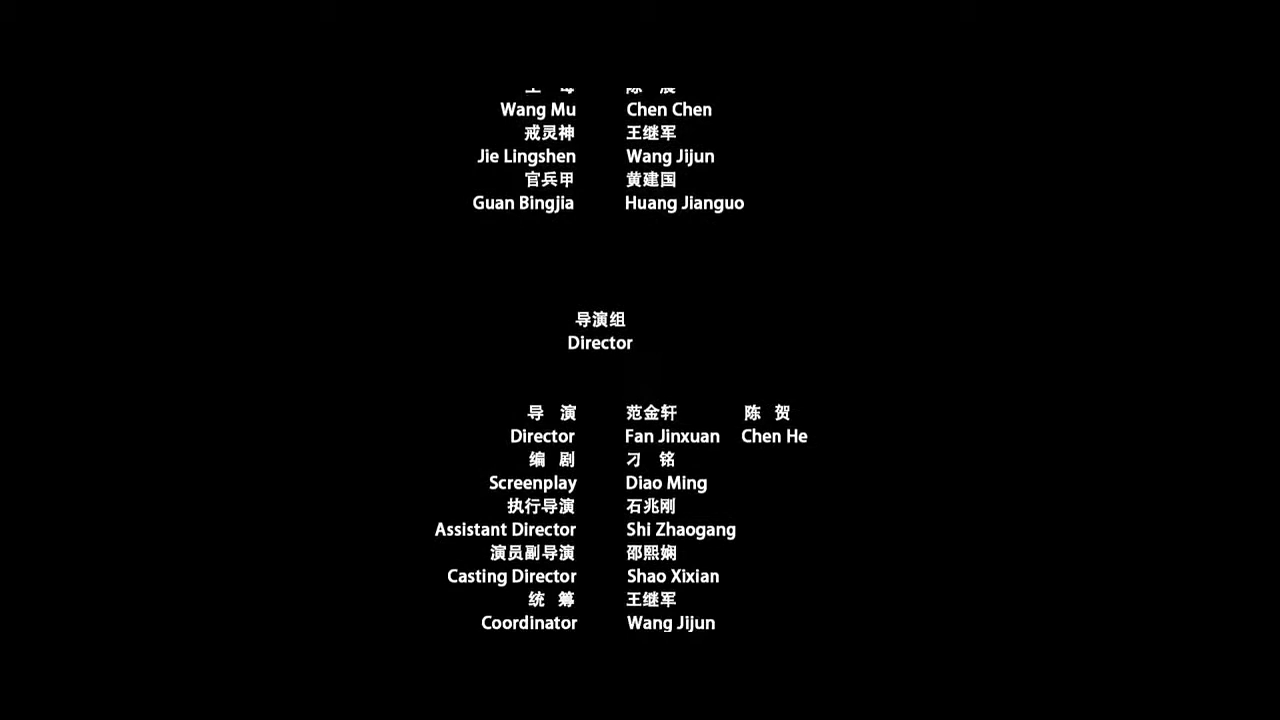 Wang Mu Chen Chen
戒灵神 王继军
Jie Lingshen Wang Jijun
官兵甲 黄建国
Guan Bingjia Huang Jianguo
导演组
Director
导 演 范金轩 陈 贺
Director Fan Jinxuan Chen He
编 剧 刁 铭
Screenplay Diao Ming
执行导演 石兆刚
Assistant Director Shi Zhaogang
演员副导演 邵熙娴
Casting Director Shao Xixian
统 筹 王继军
Coordinator Wang Jijun